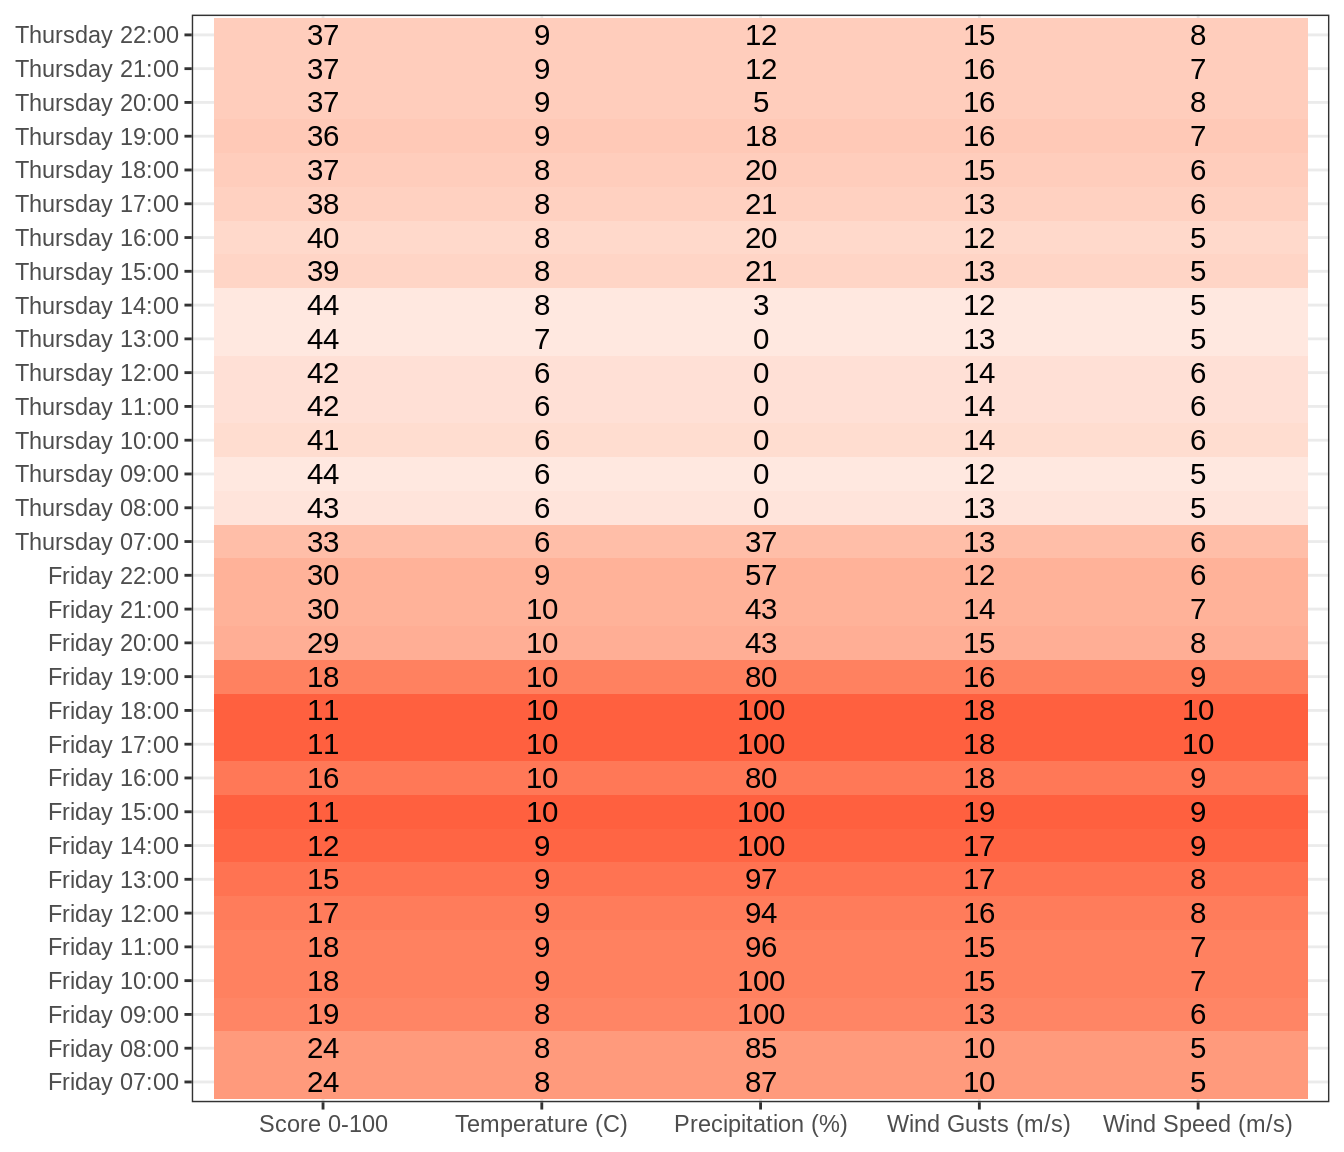 Thursday 22:00 37 9 12 15 8
Thursday 21:00 37 9 12 16 7
Thursday 20:00 37 9 5 16 8
Thursday 19:00 36 9 18 16 7
Thursday 18:00 37 8 20 15 6
Thursday 17:00 38 8 21 13 6
Thursday 16:00 40 8 20 12 5
Thursday 15:00 39 8 21 13 5
Thursday 14:00 44 8 3 12 5
Thursday 13:00 44 7 0 13 5
Thursday 12:00 42 6 0 14 6
Thursday 11:00 42 6 0 14 6
Thursday 10:00 41 6 0 14 6
Thursday 09:00 44 6 0 12 5
Thursday 08:00 43 6 0 13 5
Thursday 07:00 33 6 37 13 6
Friday 22:00 30 9 57 12 6
Friday 21:00 30 10 43 14 7
Friday 20:00 29 10 43 15 8
Friday 19:00 18 10 80 16 9
Friday 18:00 11 10 100 18 10
Friday 17:00 11 10 100 18 10
Friday 16:00 16 10 80 18 9
Friday 15:00 11 10 100 19 9
Friday 14:00 12 9 100 17 9
Friday 13:00 15 9 97 17 8
Friday 12:00 17 9 94 16 8
Friday 11:00 18 9 96 15 7
Friday 10:00 18 9 100 15 7
Friday 09:00 19 8 100 13 6
Friday 08:00 24 8 85 10 5
Friday 07:00 24 8 87 10 5
Score 0-100 Temperature (C) Precipitation (%) Wind Gusts (m/s) Wind Speed (m/s)